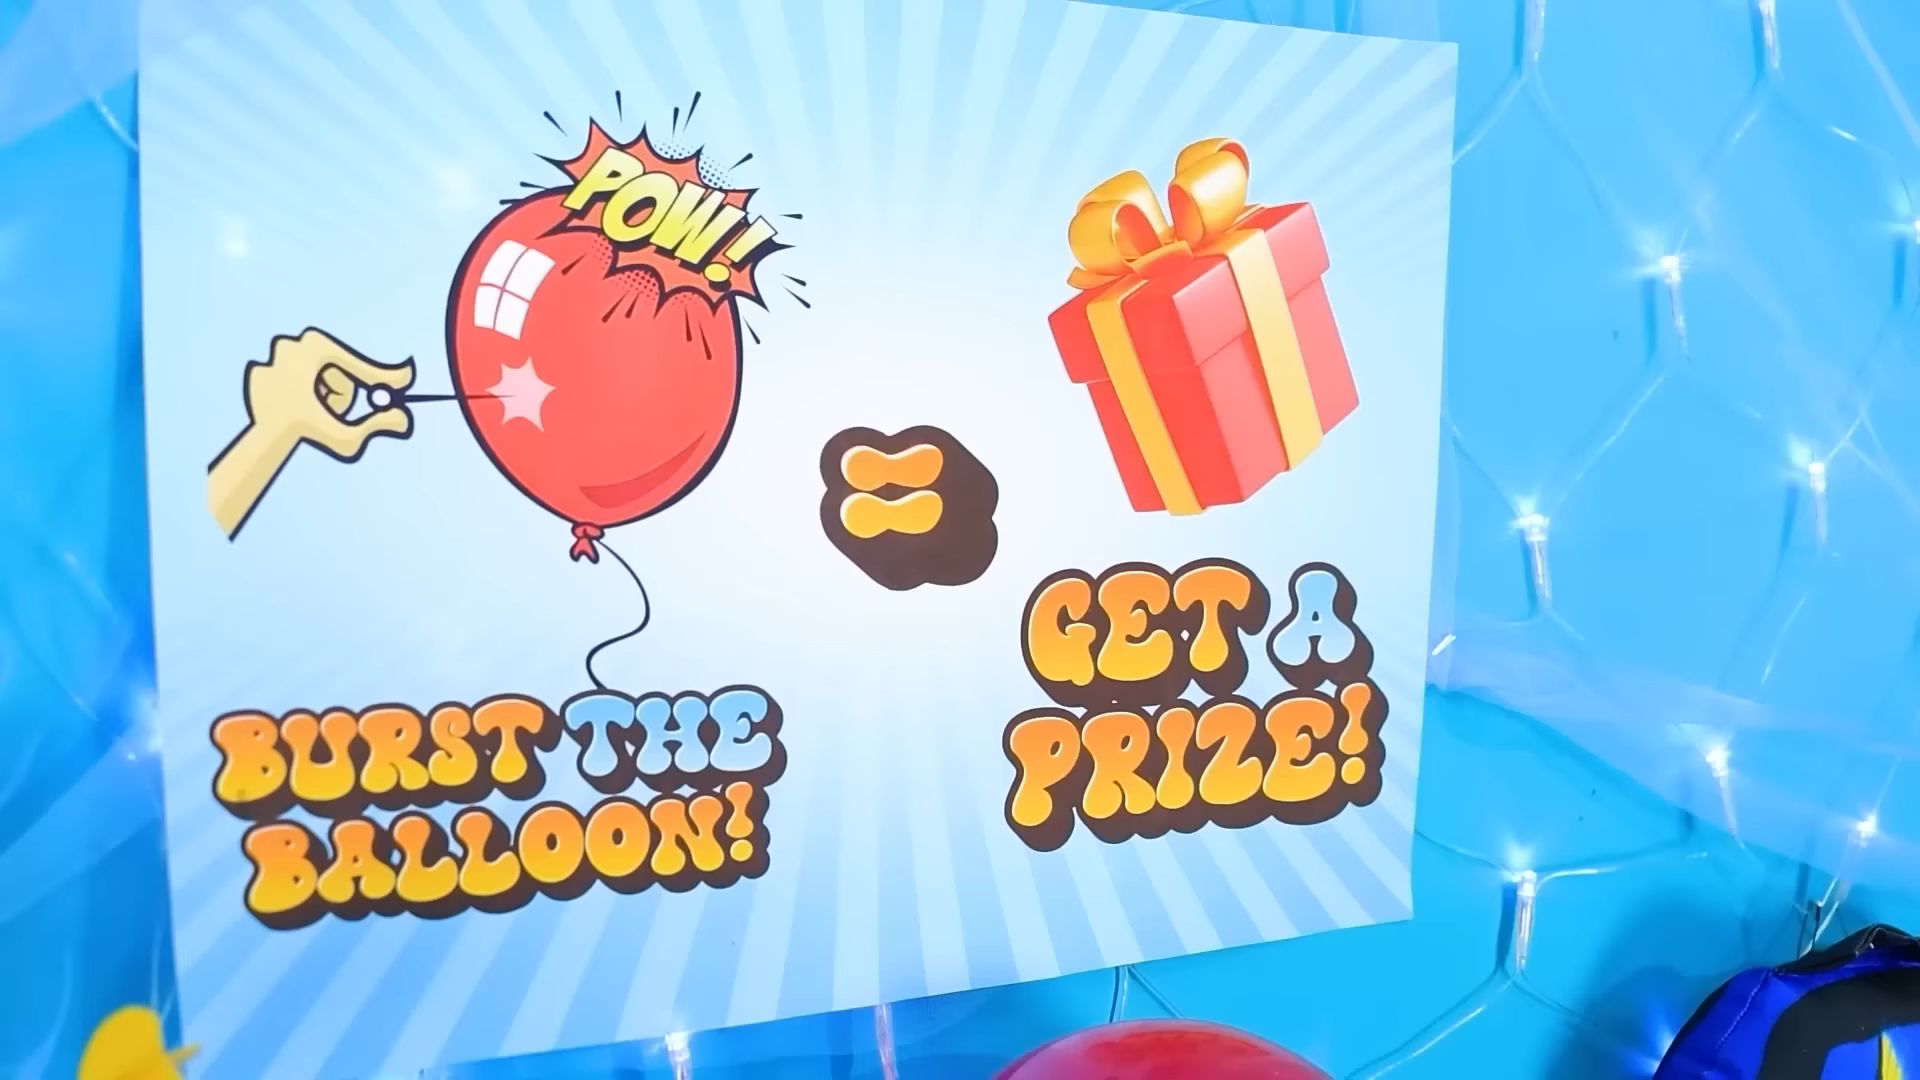 POW!
=
BURST THE
BALLOON!
GET A
PRIZE!